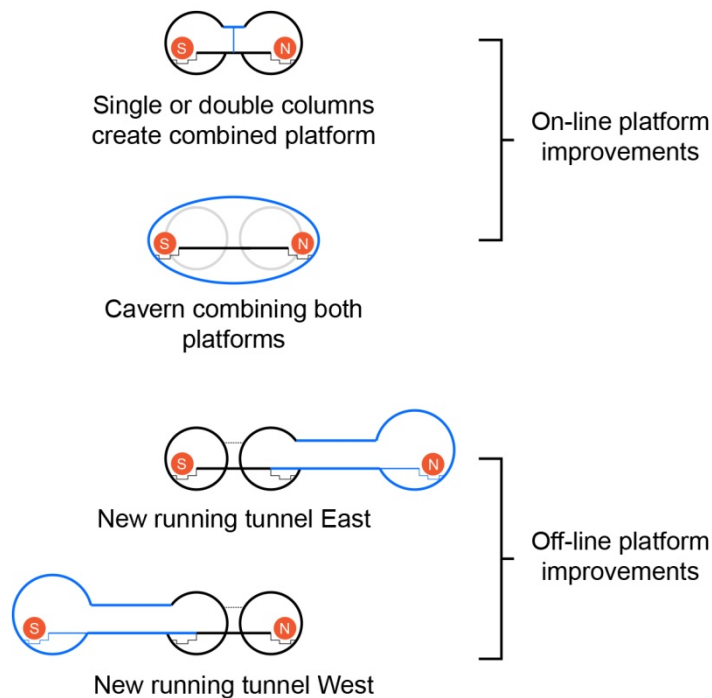 S
N
Single or double columns
create combined platform
On-line platform
improvements
S
N
Cavern combining both
platforms
S
N
New running tunnel East
Off-line platform
improvements
S
N
New running tunnel West